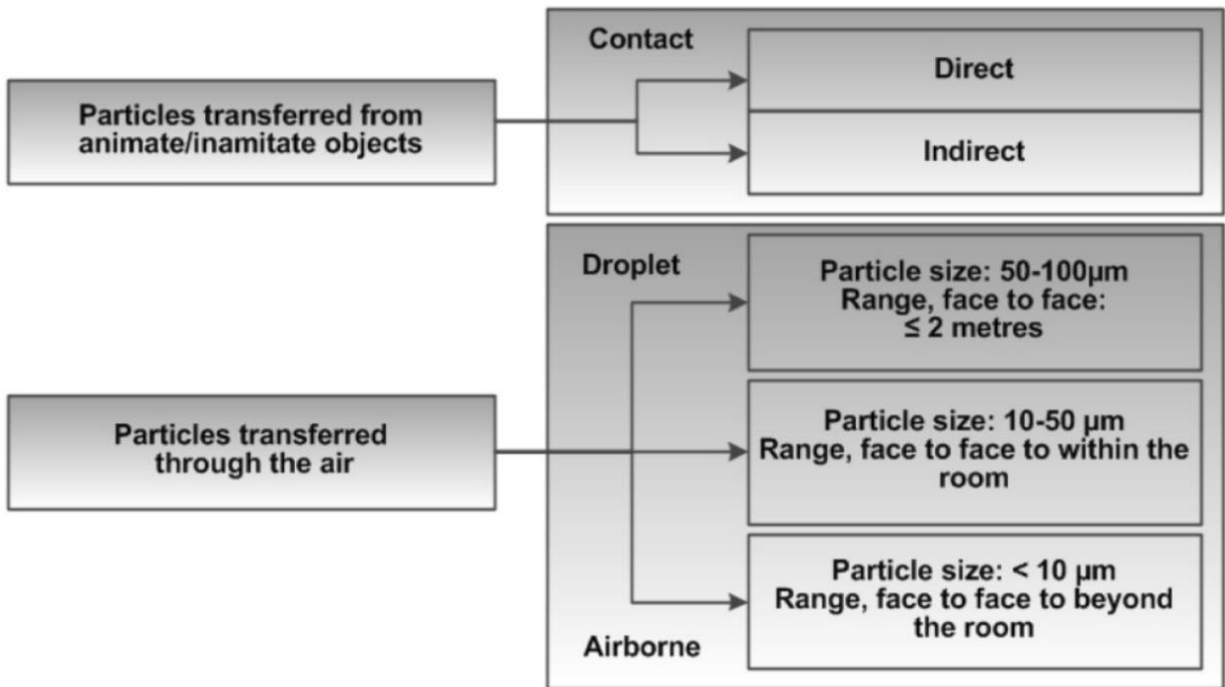 Particles transferred from
animate/inamitate objects
Contact
Direct
Indirect
Particles transferred
through the air
Droplet
Particle size: 50-100µm
Range, face to face:
≤ 2 metres
Particle size: 10-50 µm
Range, face to face to within the
room
Particle size: < 10 µm
Range, face to face to beyond
the room
Airborne